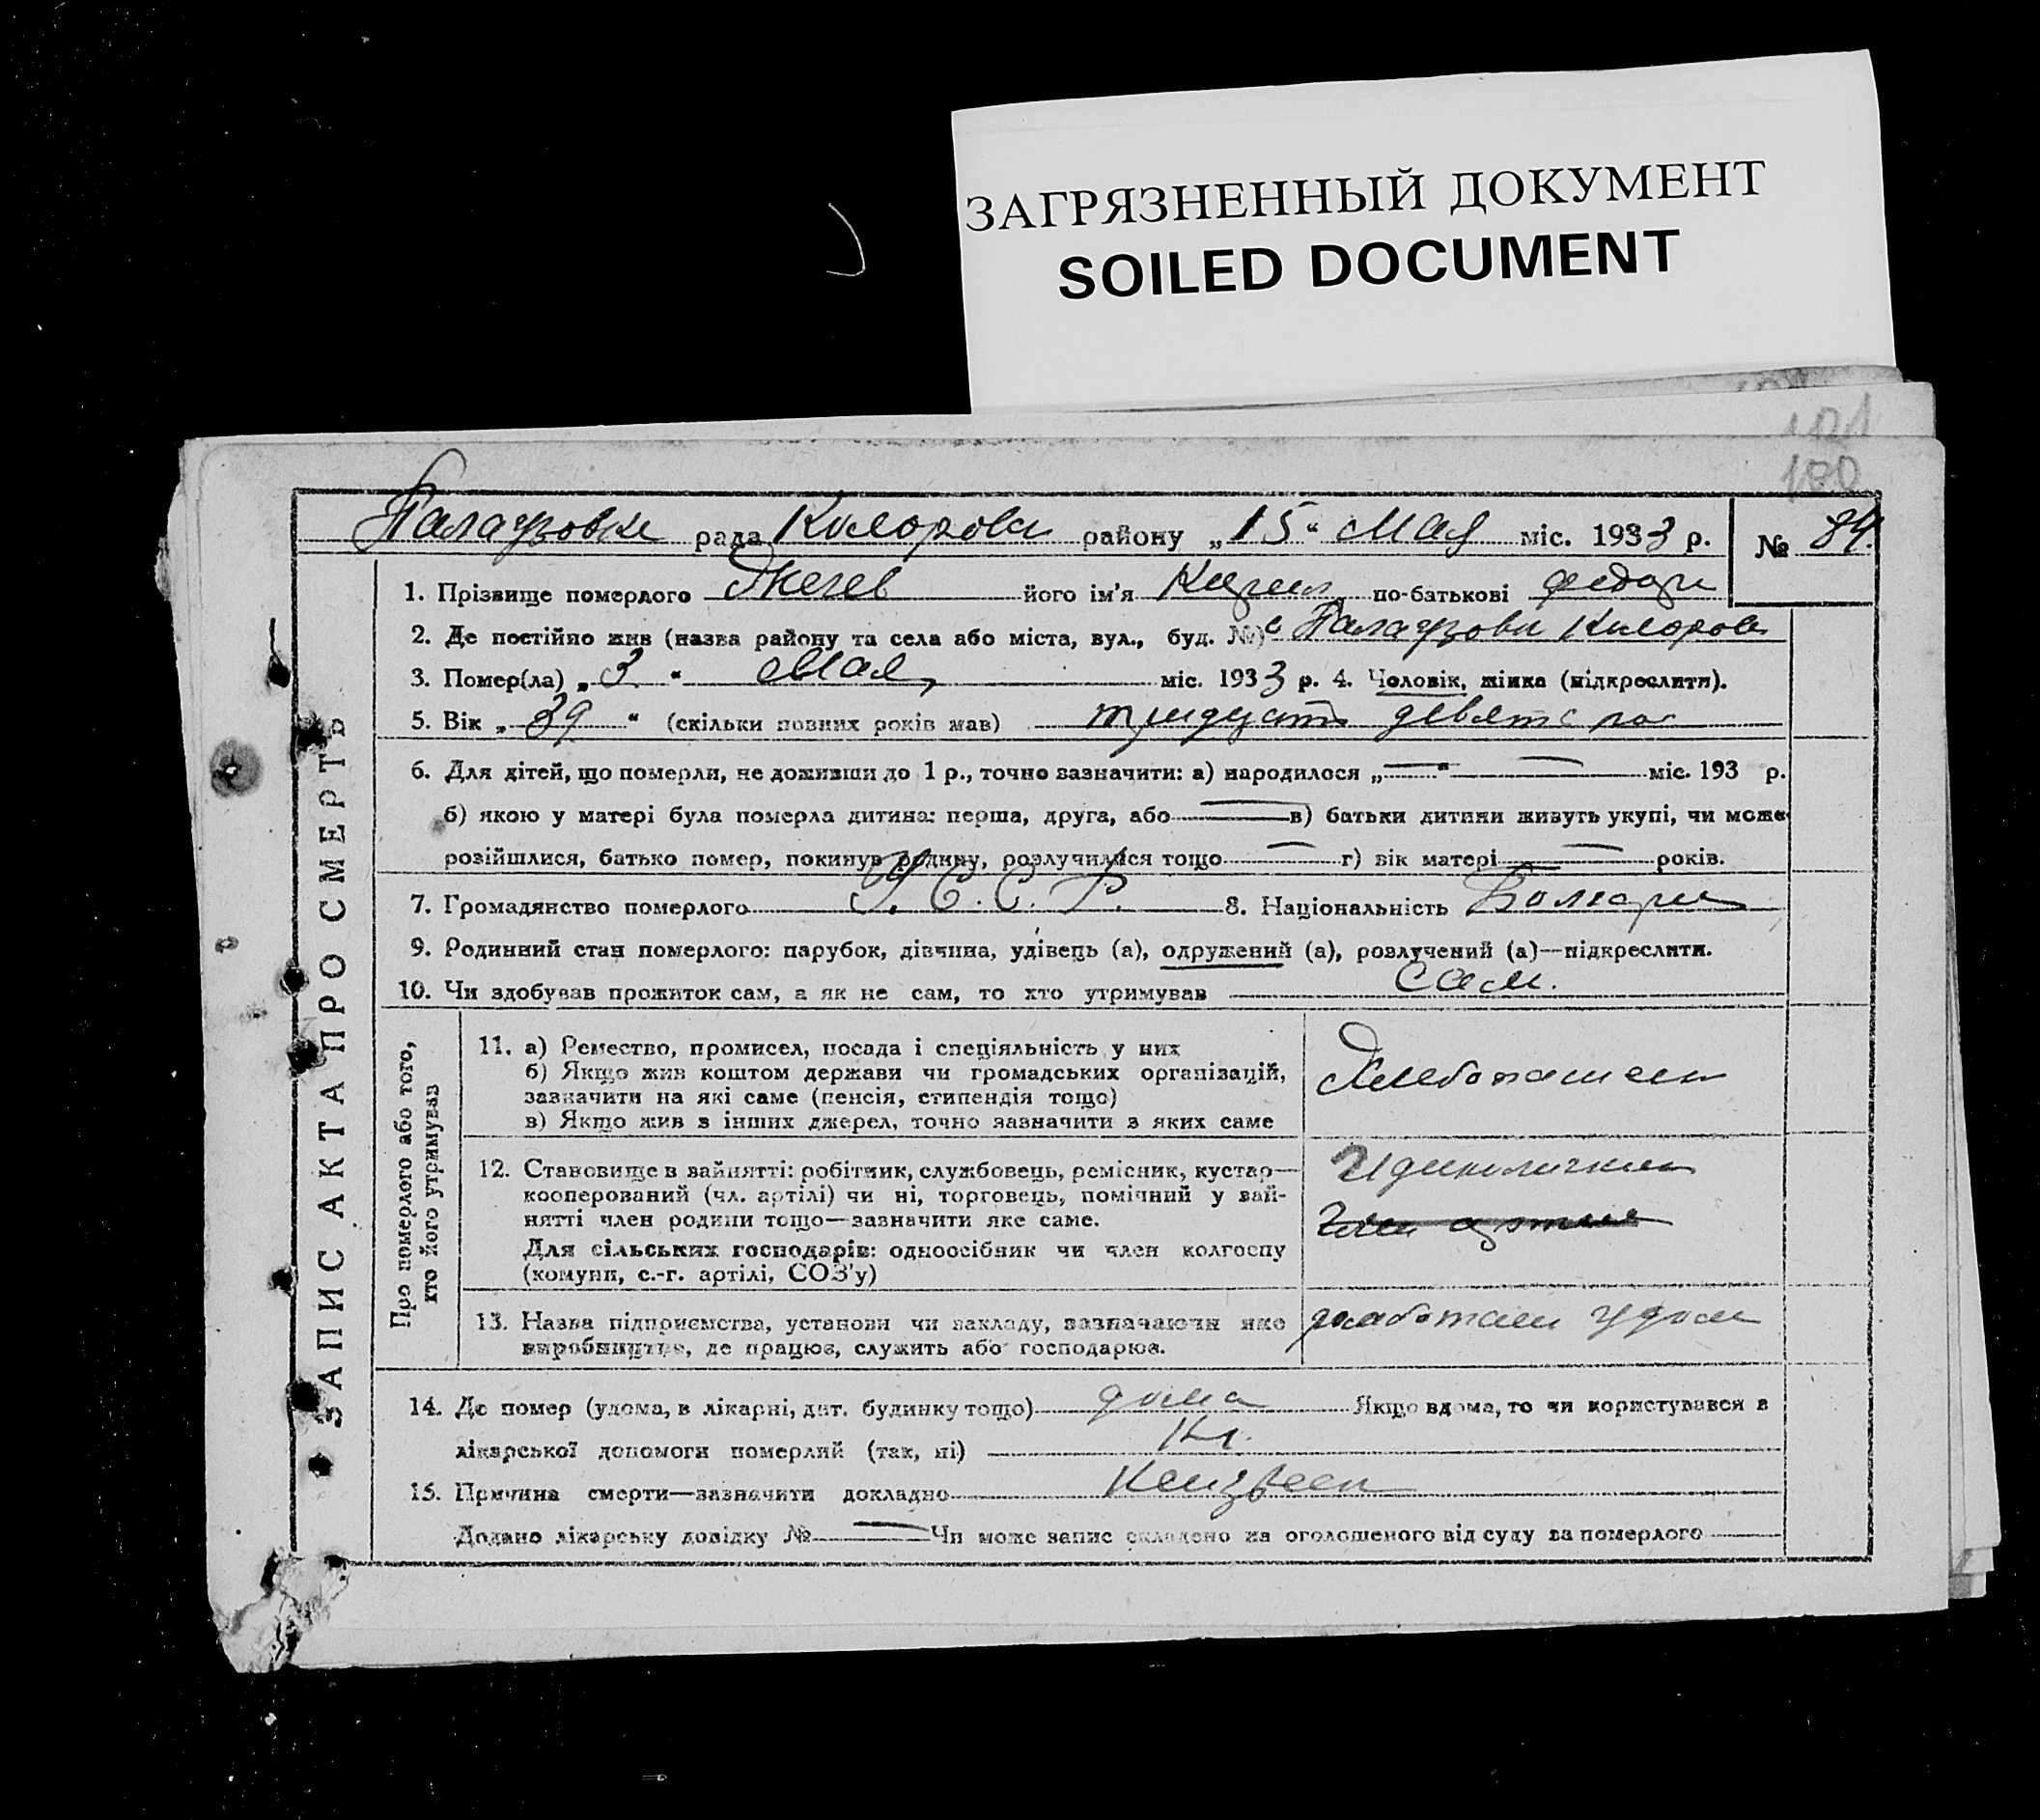 ЗАГРЯЗНЕННЫЙ ДОКУМЕНТ
SOILED DOCUMENT
180
рада района району „15“ Мая міс. 1933 р. № 84.
ЗАПИС АКТА ПРО СМЕРТЬ
1. Прізвище померлого його ім'я по-батькові
2. Де постійно жив (назва району та села або міста, вул., буд. №) с
3. Помер(ла) „3“ Мая міс. 1933 р. 4. Чоловік, жінка (підкреслити).
5. Вік „39“ (скільки повних років мав) тридцать девять
6. Для дітей, що померли, не доживши до 1 р., точно зазначити: а) народилося „—“ — міс. 193 р.
б) якою у матері була померла дитина: перша, друга, або — в) батьки дитини живуть укупі, чи може
розійшлися, батько помер, покинув родину, розлучилися тощо — г) вік матері — років.
7. Громадянство померлого У.С.С.Р. 8. Національність
9. Родинний стан померлого: парубок, дівчина, удівець (а), одружений (а), розлучений (а)—підкреслити.
10. Чи здобував прожиток сам, а як не сам, то хто утримував Сам.
Про померлого або того,
хто його утримував
11. а) Ремество, промисел, посада і спеціяльність у них
б) Якщо жив коштом держави чи громадських організацій,
зазначити на які саме (пенсія, стипендія тощо)
в) Якщо жив з інших джерел, точно зазначити з яких саме
12. Становище в зайнятті: робітник, службовець, ремісник, кустар—
кооперований (чл. артілі) чи ні, торговець, помічний у зай-
нятті член родини тощо—зазначити яке саме.
Для сільських господарів: одноосібник чи член колгоспу
(комуни, с.-г. артілі, СОЗ'у)
13. Назва підприємства, установи чи закладу, зазначаючи яке
виробництво, де працює, служить або господарює.
14. Де помер (удома, в лікарні, дит. будинку тощо) дома Якщо вдома, то чи користувався з
лікарської допомоги померлий (так, ні)
15. Причина смерти—зазначити докладно
Додано лікарську довідку № — Чи може запис складено на оголошеного від суду за померлого